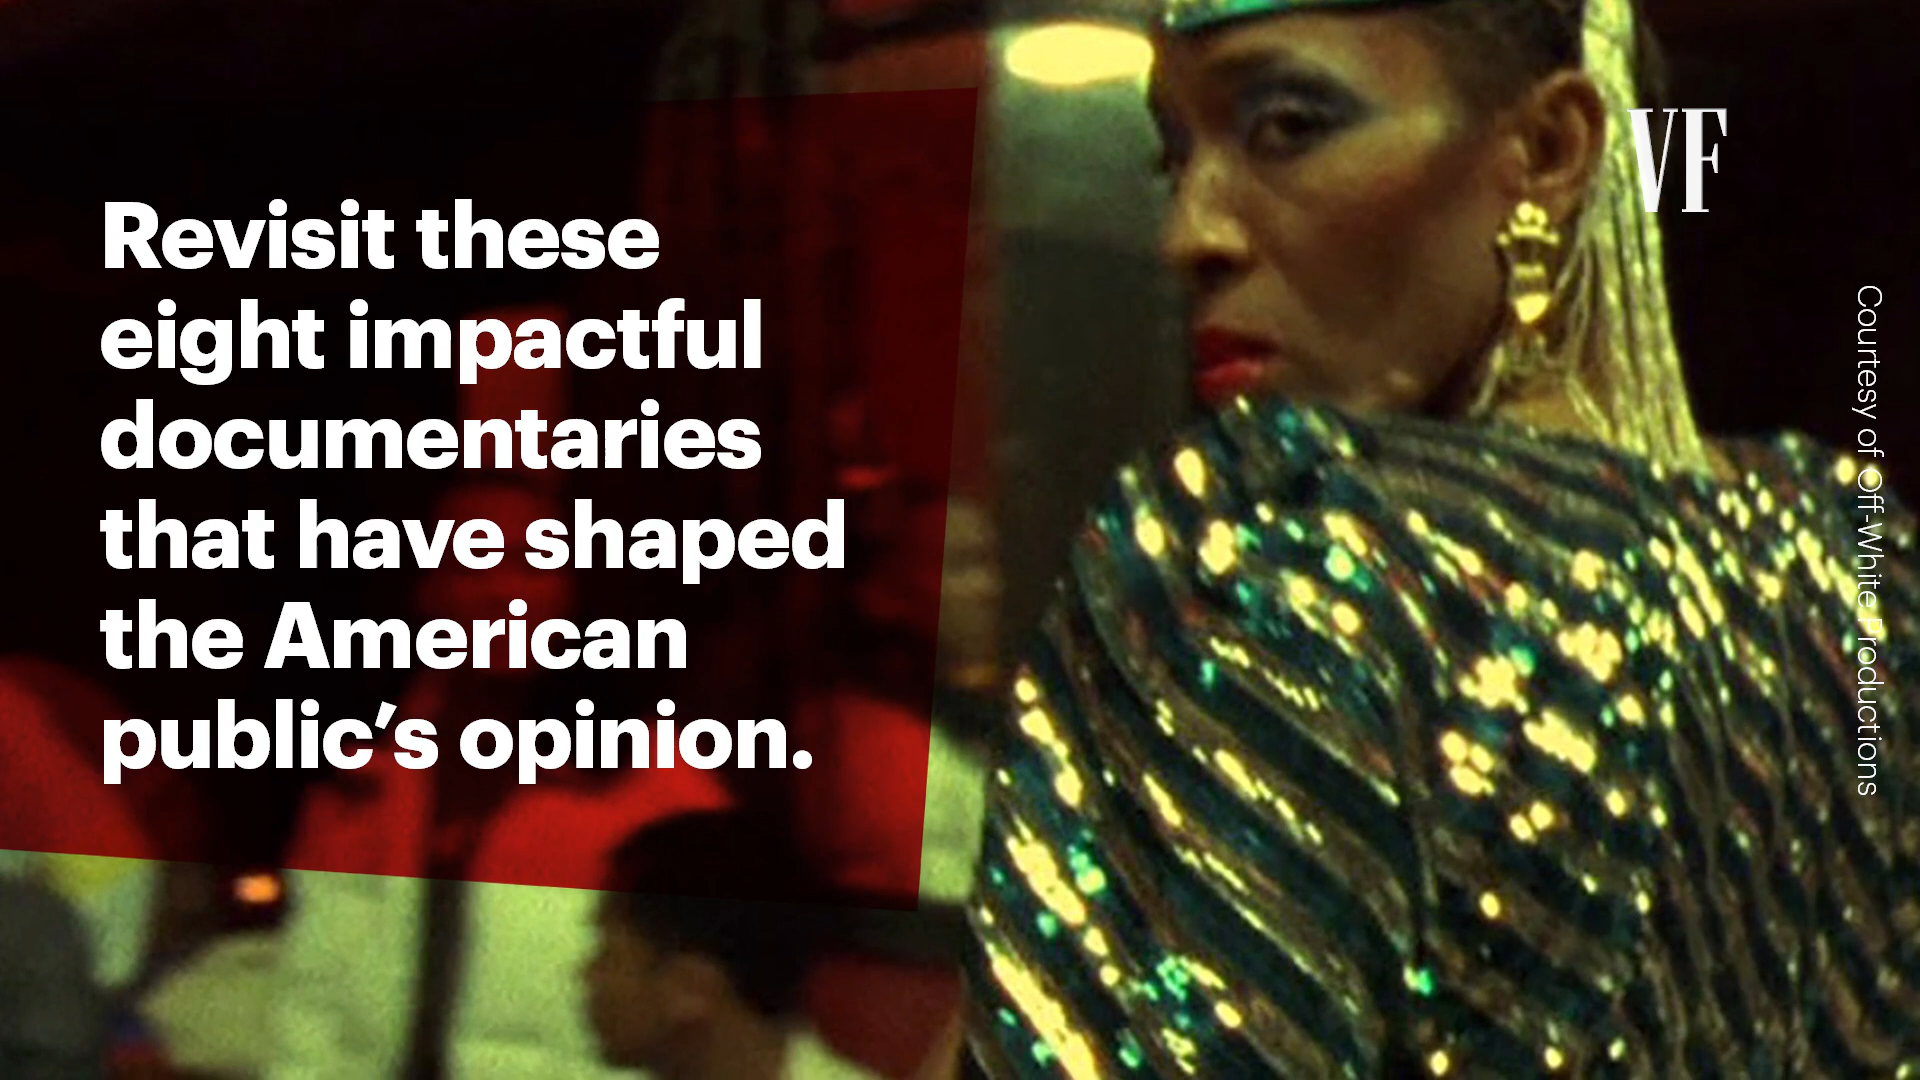 Revisit these
eight impactful
documentaries
that have shaped
the American
public’s opinion.
VF
Courtesy of Off-White Productions